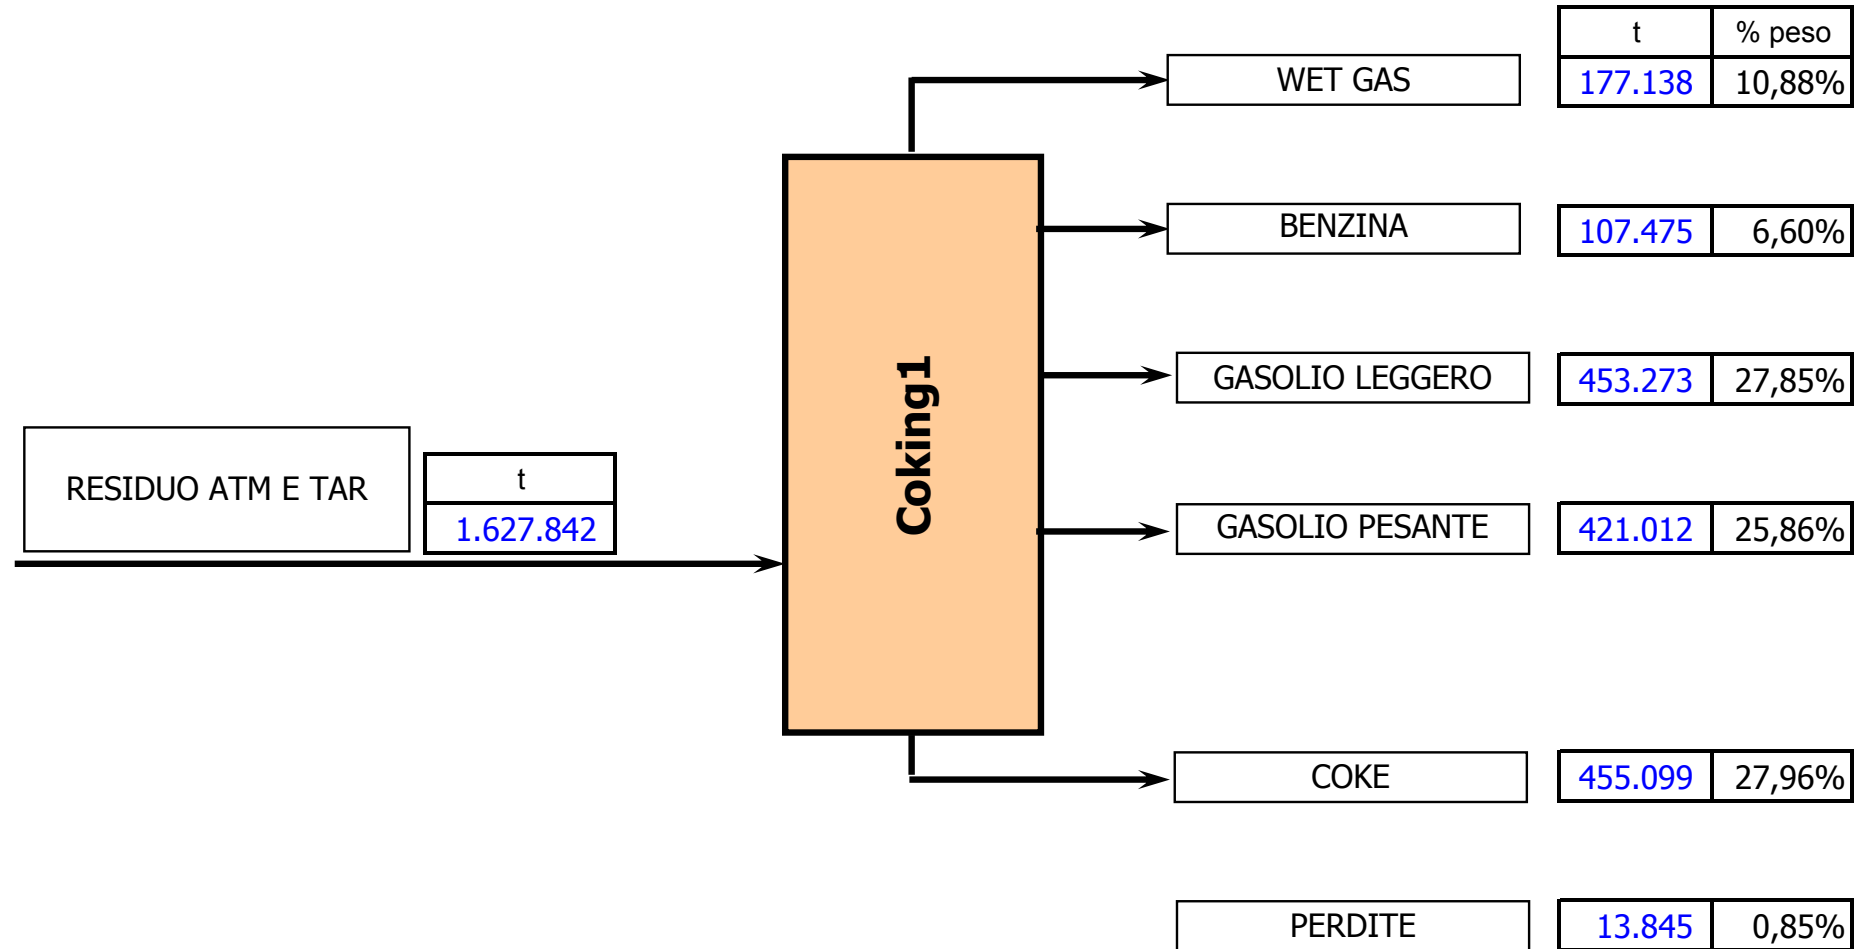 t % peso
WET GAS 177.138 10,88%
BENZINA 107.475 6,60%
GASOLIO LEGGERO 453.273 27,85%
Coking1
RESIDUO ATM E TAR t
1.627.842
GASOLIO PESANTE 421.012 25,86%
COKE 455.099 27,96%
PERDITE 13.845 0,85%